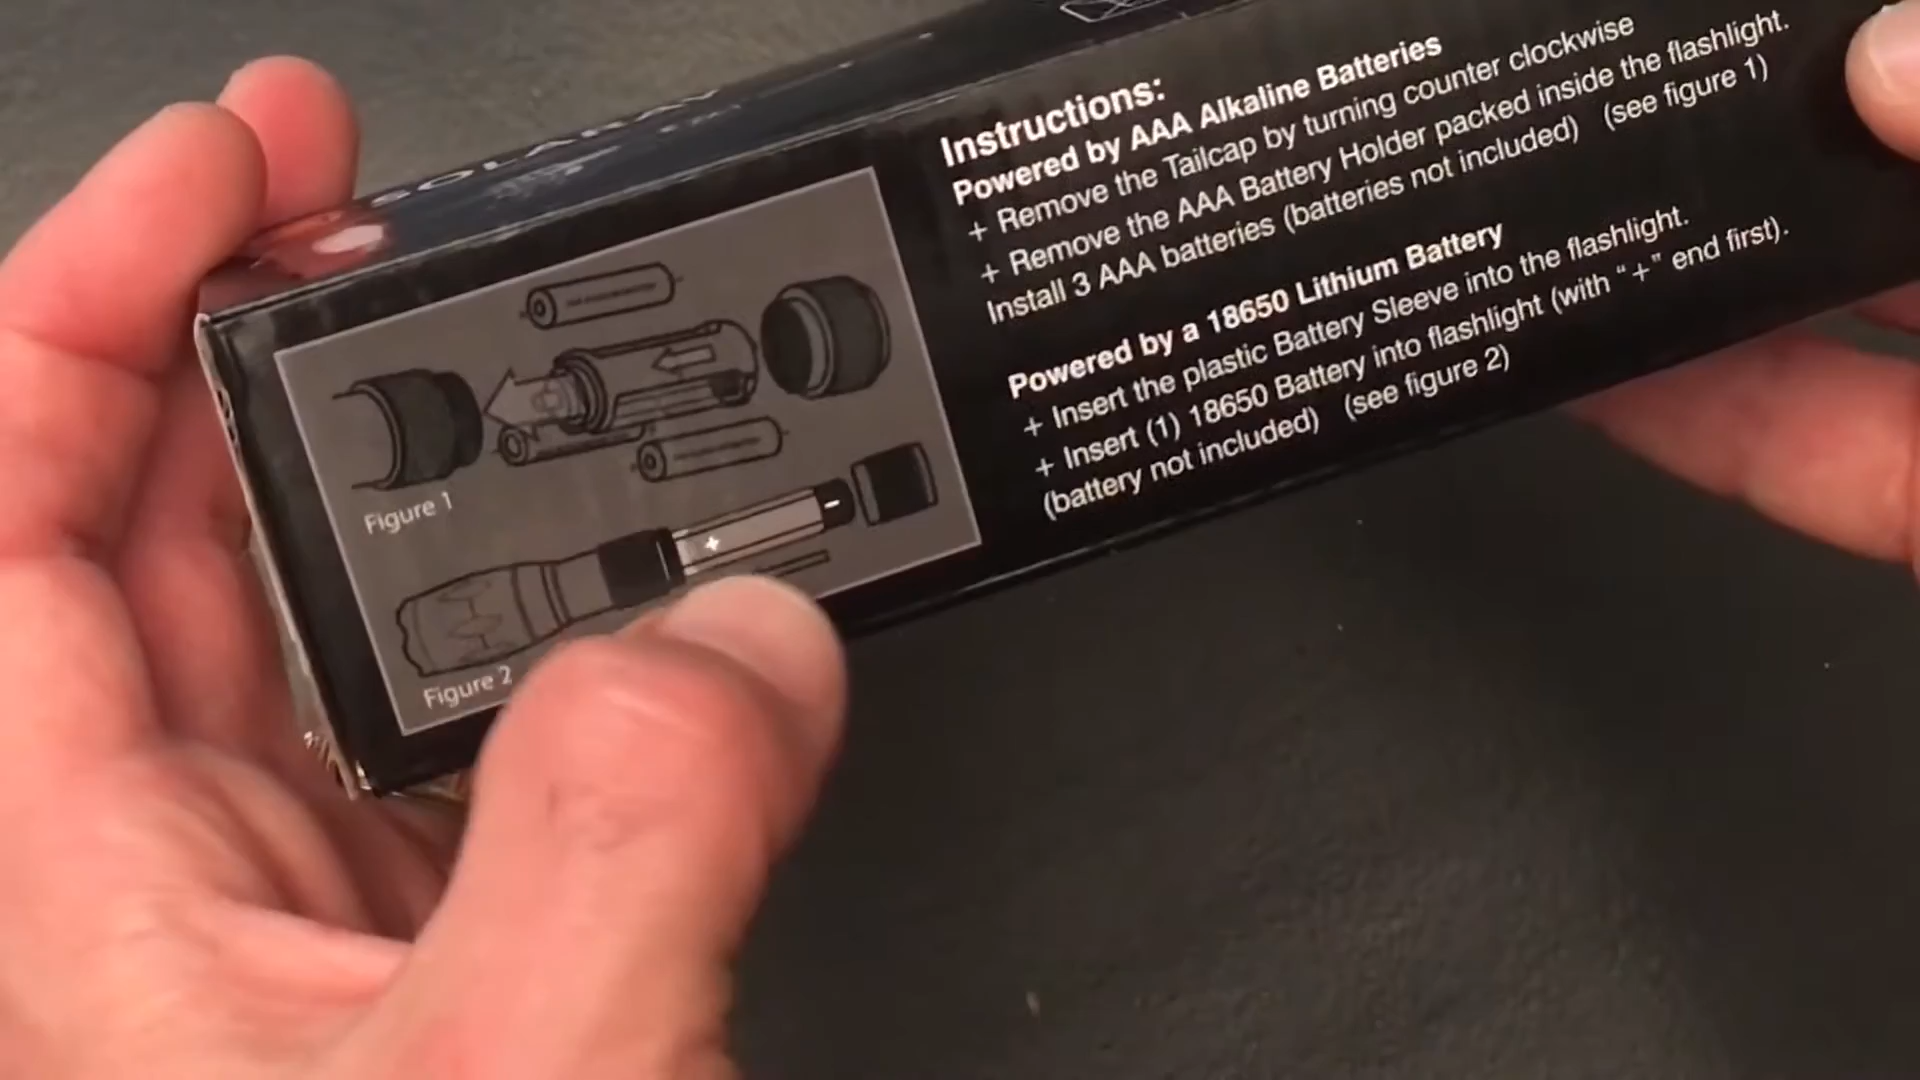 Instructions:
Powered by AAA Alkaline Batteries
+ Remove the Tailcap by turning counter clockwise
+ Remove the AAA Battery Holder packed inside the flashlight.
Install 3 AAA batteries (batteries not included) (see figure 1)
Powered by a 18650 Lithium Battery
+ Insert the plastic Battery Sleeve into the flashlight.
+ Insert (1) 18650 Battery into flashlight (with “+” end first).
(battery not included) (see figure 2)
Figure 1
+ -
Figure 2